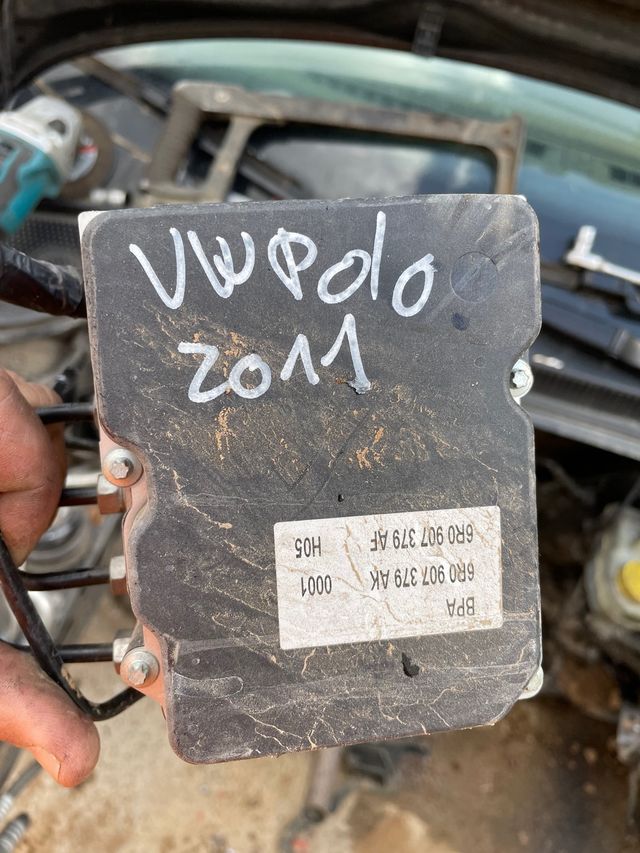 VW Polo
2011
BPA
6R0 907 379 AK 0001
6R0 907 379 AF H05